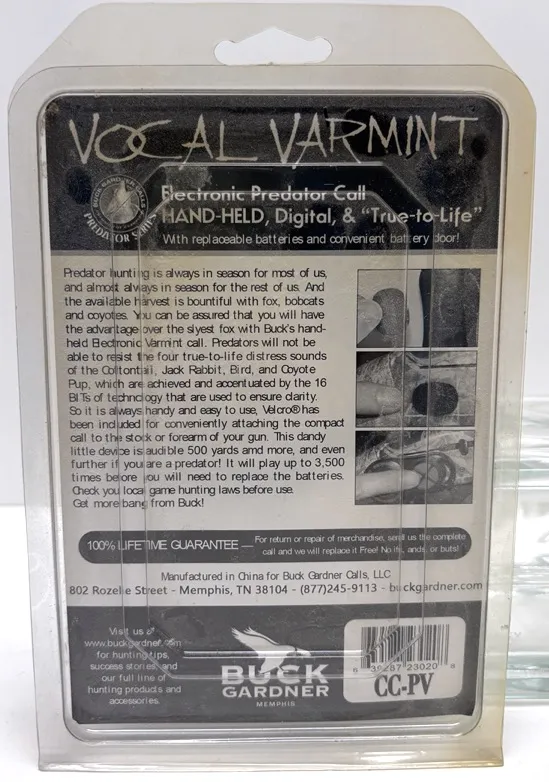 VOCAL VARMINT
BUCK GARDNER CALLS
PREDATOR SERIES
Electronic Predator Call
HAND-HELD, Digital, & “True-to-Life”
With replaceable batteries and convenient battery door!
Predator hunting is always in season for most of us,
and almost always in season for the rest of us. And
the available harvest is bountiful with fox, bobcats
and coyotes. You can be assured that you will have
the advantage over the slyest fox with Buck's hand-
held Electronic Varmint call. Predators will not be
able to resist the four true-to-life distress sounds
of the Cottontail, Jack Rabbit, Bird, and Coyote
Pup, which are achieved and accentuated by the 16
BITs of technology that are used to ensure clarity.
So it is always handy and easy to use, Velcro® has
been included for conveniently attaching the compact
call to the stock or forearm of your gun. This dandy
little device is audible 500 yards amd more, and even
further if you are a predator! It will play up to 3,500
times before you will need to replace the batteries.
Check you local game hunting laws before use.
Get more bang from Buck!
100% LIFETIME GUARANTEE — For return or repair of merchandise, send us the complete
call and we will replace it Free! No ifs, ands, or buts!
Manufactured in China for Buck Gardner Calls, LLC
802 Rozelle Street - Memphis, TN 38104 - (877)245-9113 - buckgardner.com
Visit us at
www.buckgardner.com
for hunting tips,
success stories, and
our full line of
hunting products and
accessories.
BUCK
GARDNER
MEMPHIS
6 39287 23020 8
CC-PV